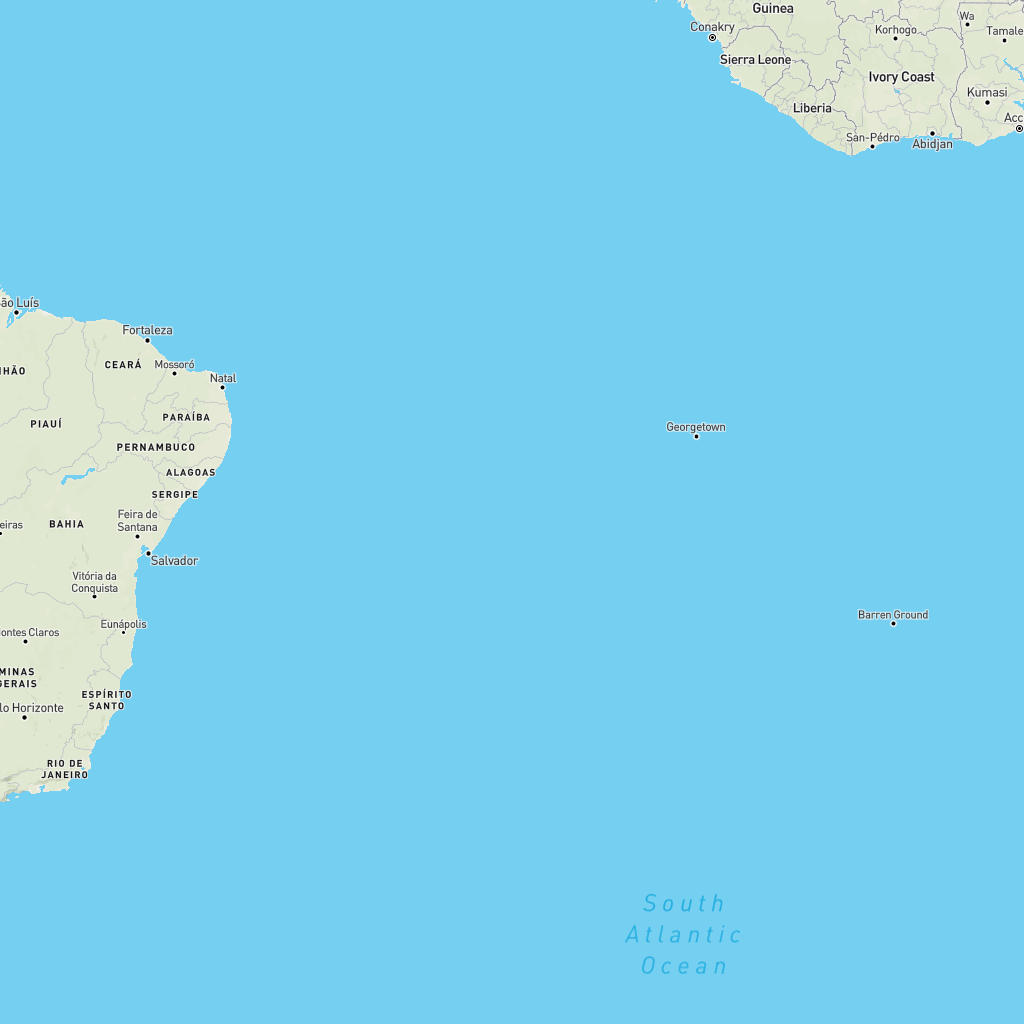 Guinea
Wa
Conakry
Korhogo
Tamale
Sierra Leone
Ivory Coast
Kumasi
Liberia
Acc
San-Pédro
Abidjan
ão Luís
Fortaleza
CEARÁ
Mossoró
HÃO
Natal
PARAÍBA
PIAUÍ
Georgetown
PERNAMBUCO
ALAGOAS
SERGIPE
Feira de
Santana
BAHIA
eiras
Salvador
Vitória da
Conquista
Barren Ground
Eunápolis
ontes Claros
MINAS
GERAIS
ESPÍRITO
SANTO
lo Horizonte
RIO DE
JANEIRO
South
Atlantic
Ocean